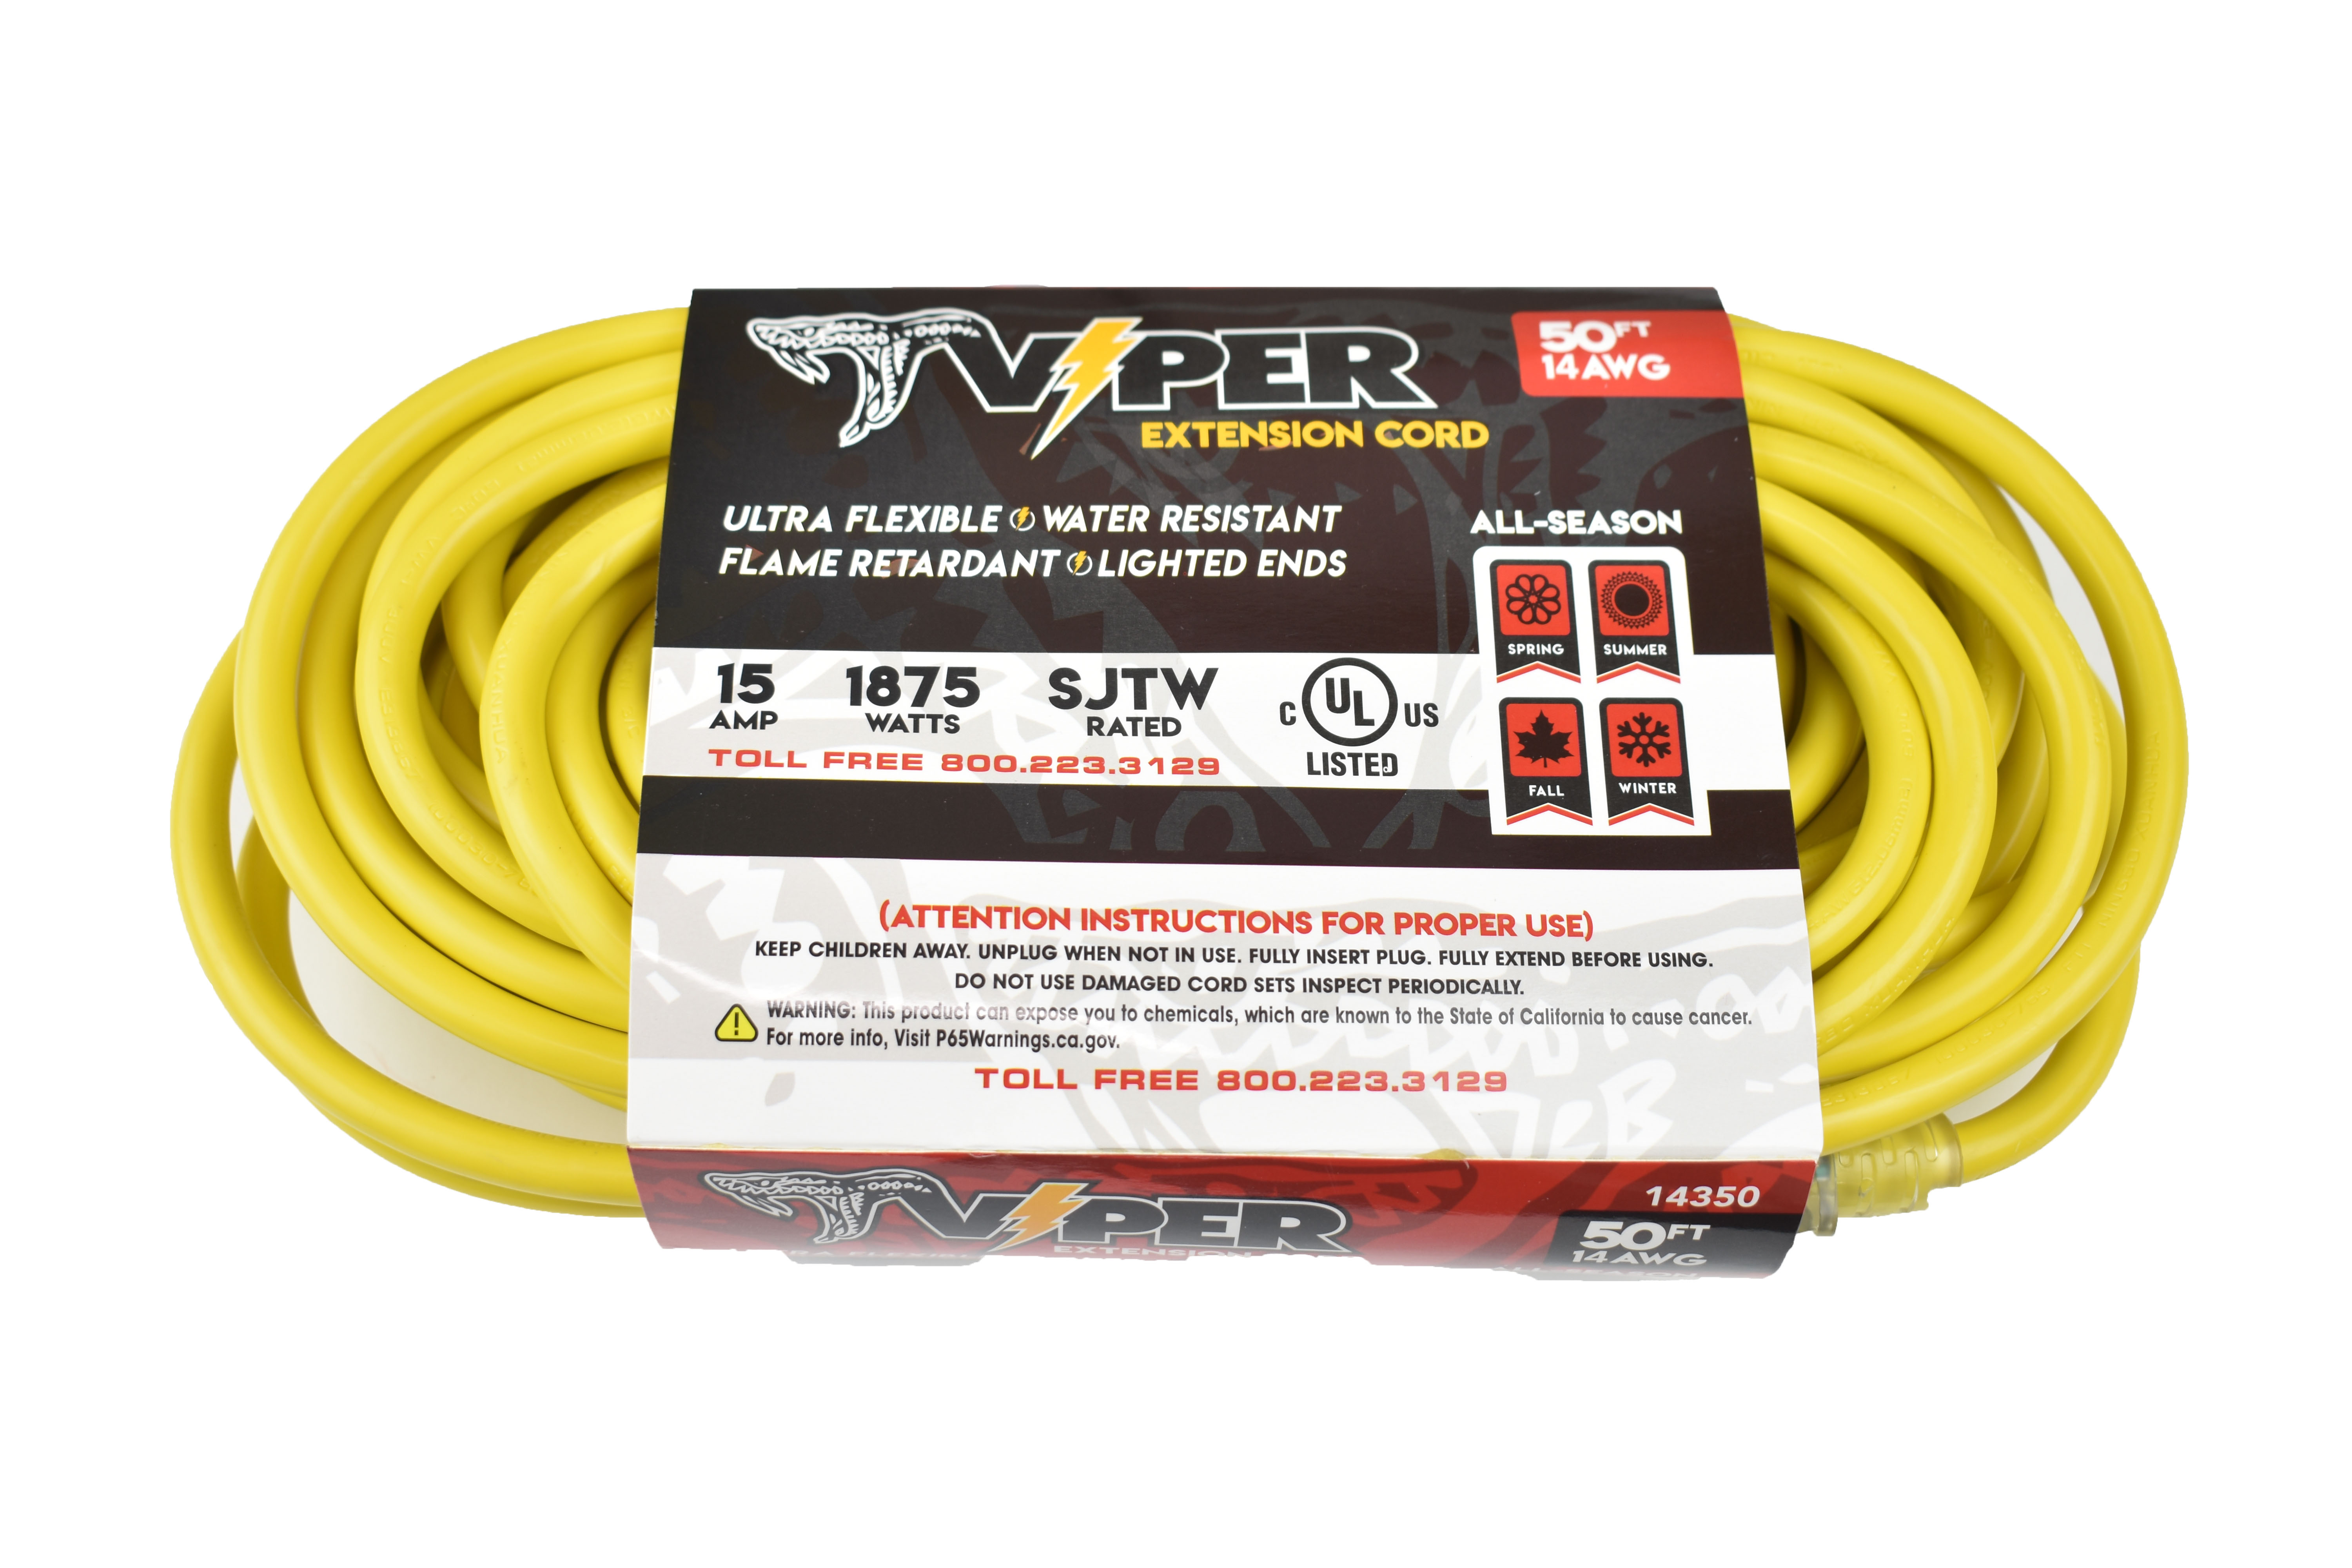 VIPER
50FT
14AWG
EXTENSION CORD
ULTRA FLEXIBLE WATER RESISTANT
FLAME RETARDANT LIGHTED ENDS
ALL-SEASON
SPRING SUMMER
FALL WINTER
15 AMP
1875 WATTS
SJTW RATED
C UL US
LISTED
TOLL FREE 800.223.3129
(ATTENTION INSTRUCTIONS FOR PROPER USE)
KEEP CHILDREN AWAY. UNPLUG WHEN NOT IN USE. FULLY INSERT PLUG. FULLY EXTEND BEFORE USING.
DO NOT USE DAMAGED CORD SETS INSPECT PERIODICALLY.
WARNING: This product can expose you to chemicals, which are known to the State of California to cause cancer.
For more info, Visit P65Warnings.ca.gov.
TOLL FREE 800.223.3129
VIPER
EXTENSION
14350
50FT
14AWG
ALL-SEASON